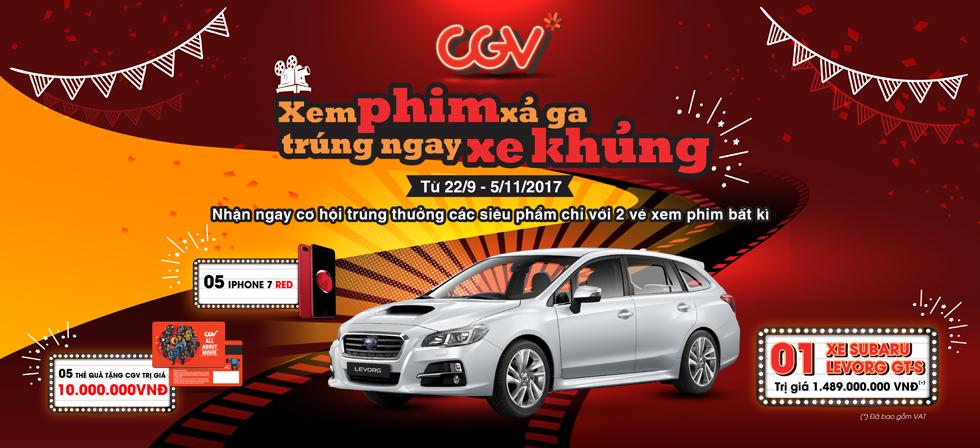 CGV
Xem phim xả ga
trúng ngay xe khủng
Từ 22/9 - 5/11/2017
Nhận ngay cơ hội trúng thưởng các siêu phẩm chỉ với 2 vé xem phim bất kì
05 IPHONE 7 RED
CGV
ALL
ABOUT
MOVIE
05 THẺ QUÀ TẶNG CGV TRỊ GIÁ
10.000.000VNĐ
LEVORG
01 XE SUBARU
LEVORG GT-S
Trị giá 1.489.000.000 VNĐ(*)
(*) Đã bao gồm VAT